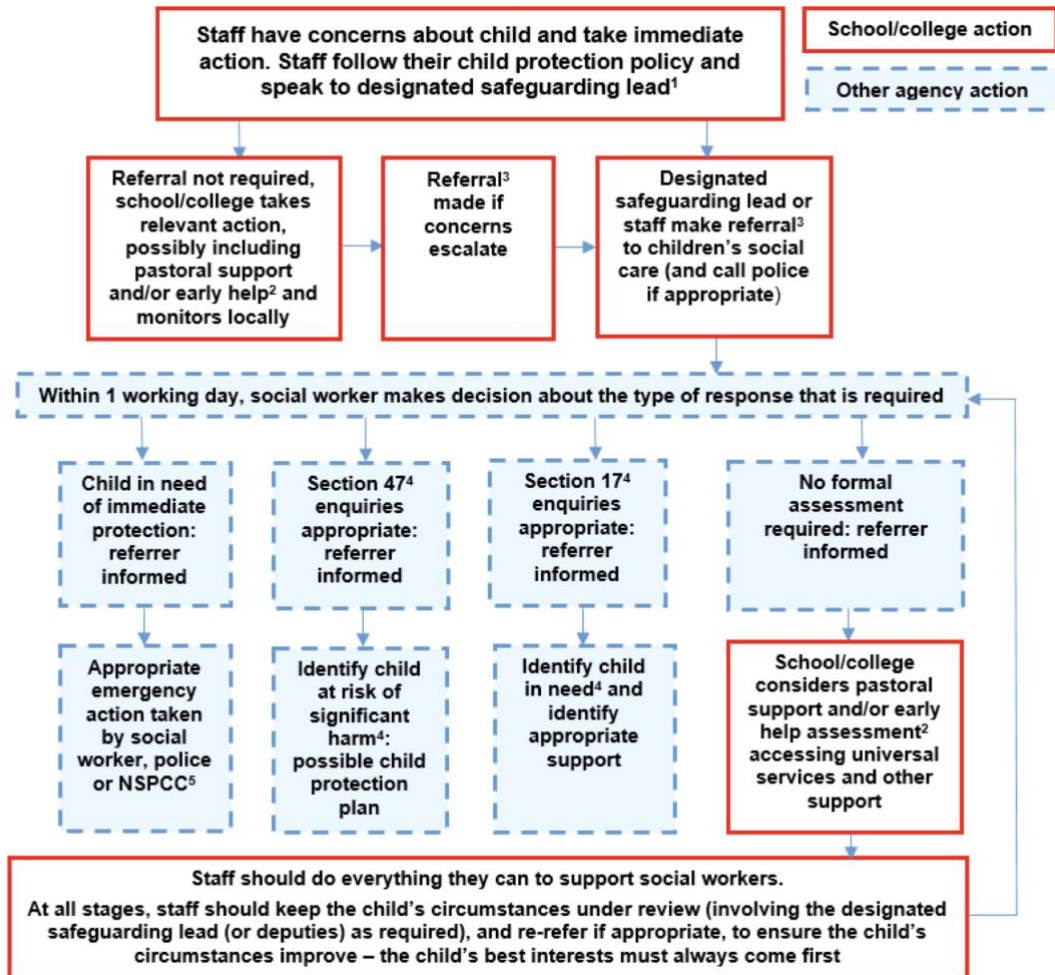 Staff have concerns about child and take immediate
action. Staff follow their child protection policy and
speak to designated safeguarding lead¹
School/college action
Other agency action
Referral not required,
school/college takes
relevant action,
possibly including
pastoral support
and/or early help² and
monitors locally
Referral³
made if
concerns
escalate
Designated
safeguarding lead or
staff make referral³
to children’s social
care (and call police
if appropriate)
Within 1 working day, social worker makes decision about the type of response that is required
Child in need
of immediate
protection:
referrer
informed
Section 47⁴
enquiries
appropriate:
referrer
informed
Section 17⁴
enquiries
appropriate:
referrer
informed
No formal
assessment
required: referrer
informed
Appropriate
emergency
action taken
by social
worker, police
or NSPCC⁵
Identify child
at risk of
significant
harm⁴:
possible child
protection
plan
Identify child
in need⁴ and
identify
appropriate
support
School/college
considers pastoral
support and/or early
help assessment²
accessing universal
services and other
support
Staff should do everything they can to support social workers.
At all stages, staff should keep the child’s circumstances under review (involving the designated
safeguarding lead (or deputies) as required), and re-refer if appropriate, to ensure the child’s
circumstances improve – the child’s best interests must always come first